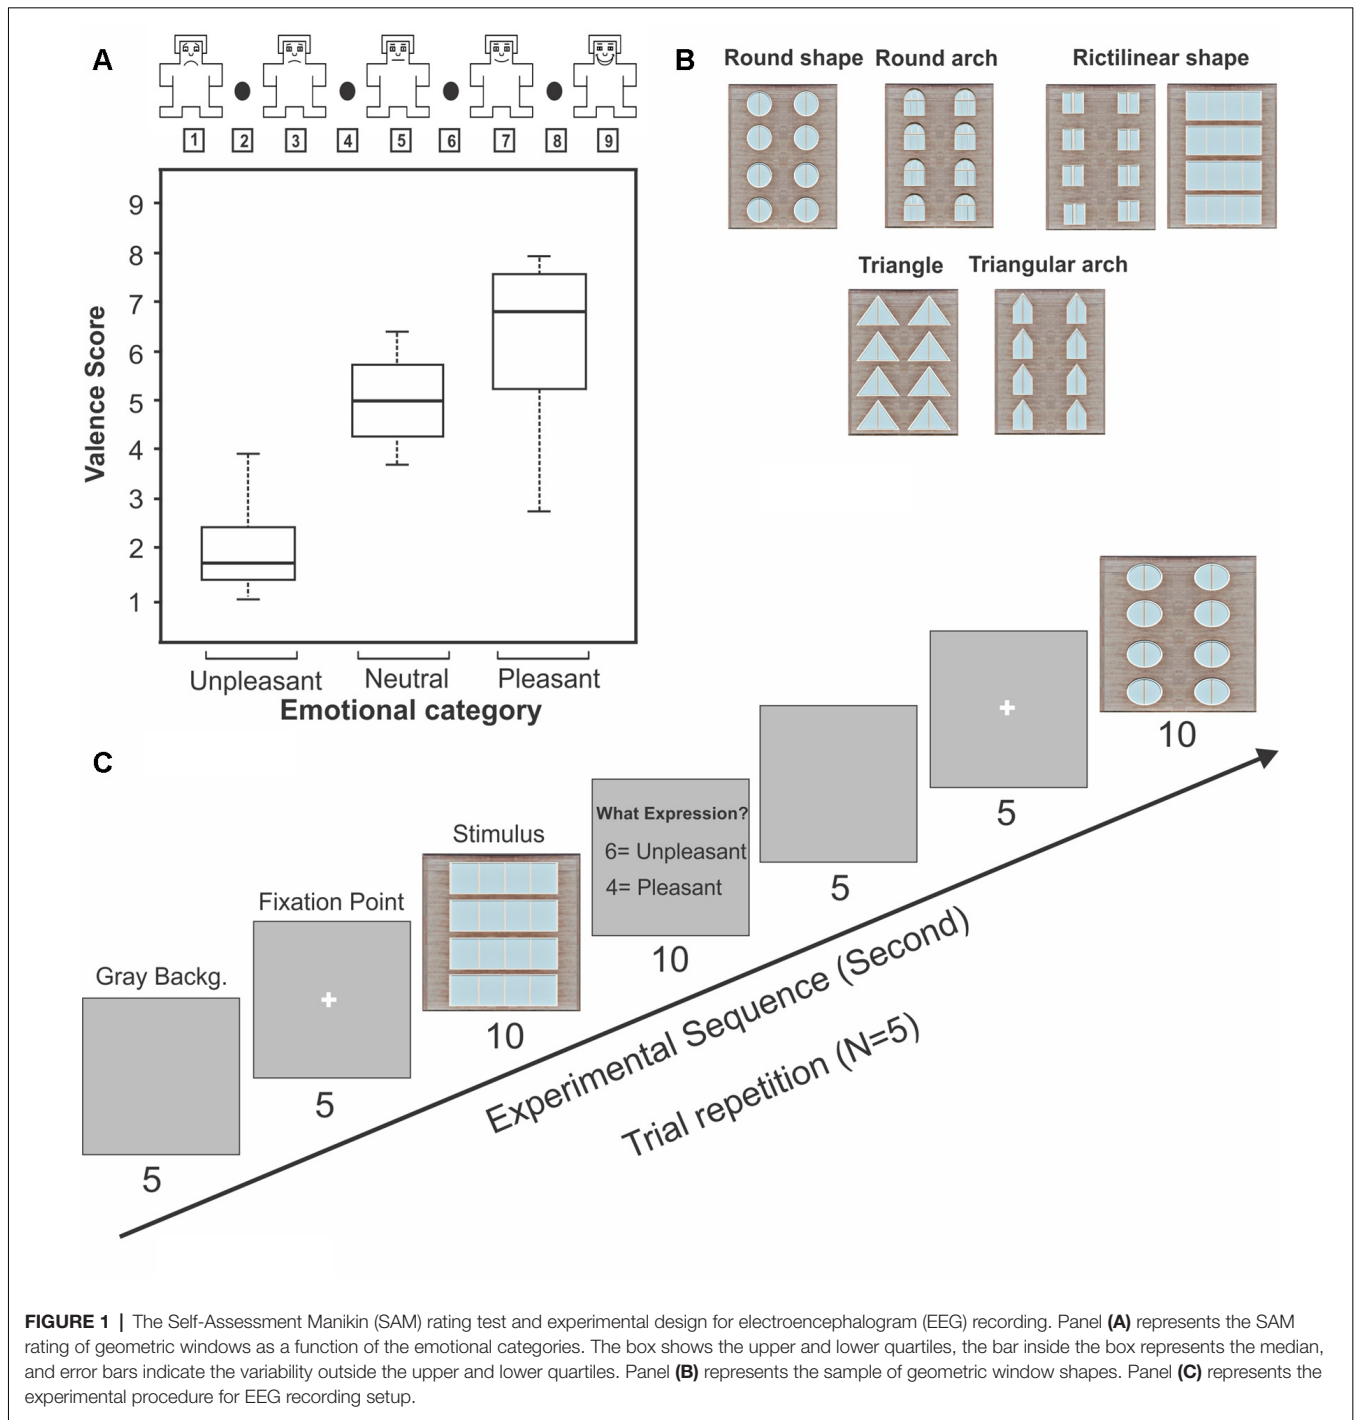 A
1 2 3 4 5 6 7 8 9
9
8
7
6
5
4
3
2
1
Valence Score
Unpleasant Neutral Pleasant
Emotional category
B
Round shape Round arch Rictilinear shape
Triangle Triangular arch
C
Gray Backg.
5
Fixation Point
5
Stimulus
10
What Expression?
6= Unpleasant
4= Pleasant
10
5
5
10
Experimental Sequence (Second)
Trial repetition (N=5)
FIGURE 1 | The Self-Assessment Manikin (SAM) rating test and experimental design for electroencephalogram (EEG) recording. Panel (A) represents the SAM
rating of geometric windows as a function of the emotional categories. The box shows the upper and lower quartiles, the bar inside the box represents the median,
and error bars indicate the variability outside the upper and lower quartiles. Panel (B) represents the sample of geometric window shapes. Panel (C) represents the
experimental procedure for EEG recording setup.